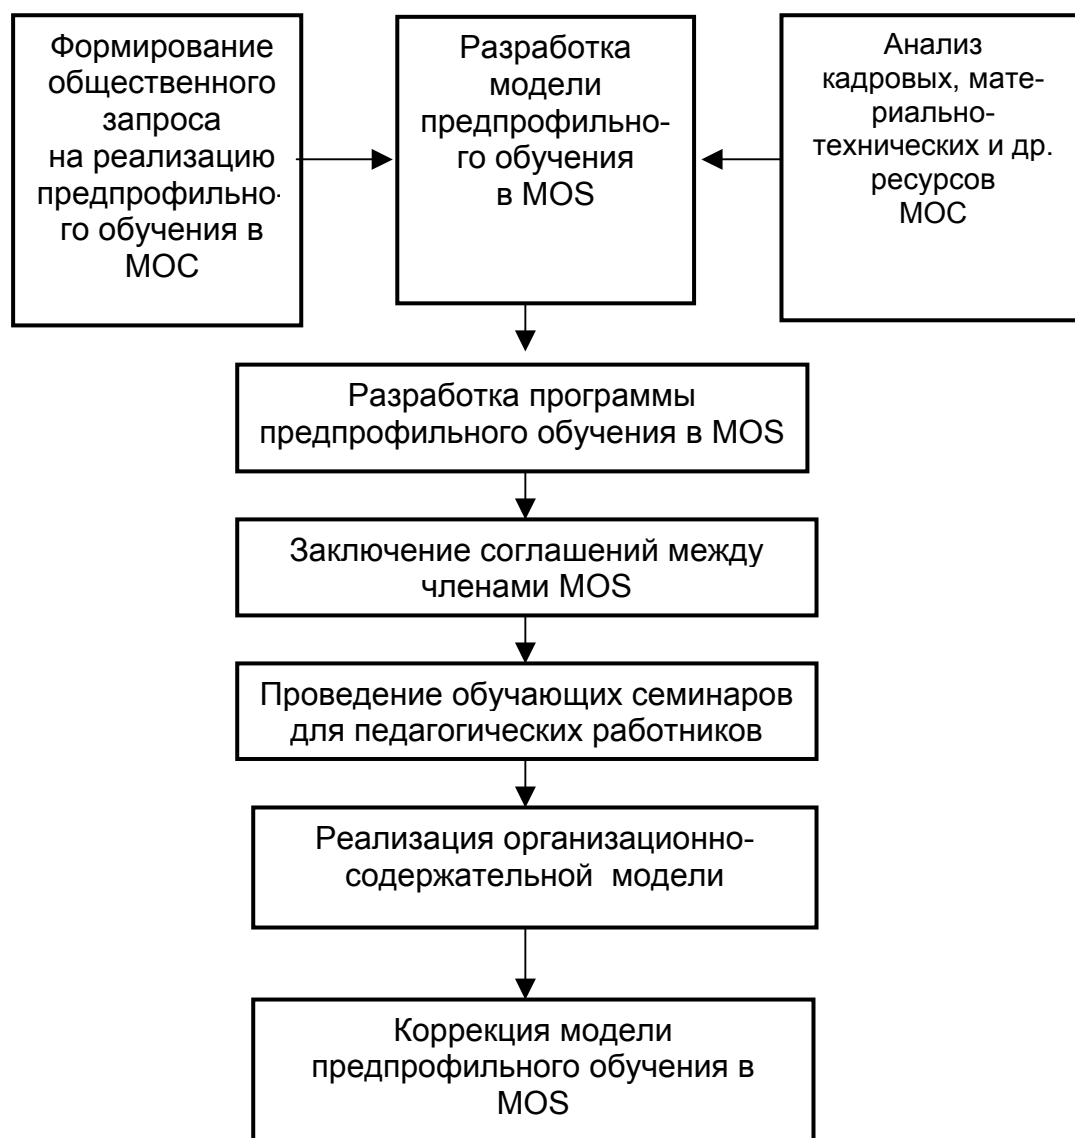 Формирование
общественного
запроса
на реализацию
предпрофильно-
го обучения в
МОС
Разработка
модели
предпрофильно-
го обучения
в MOS
Анализ
кадровых, мате-
риально-
технических и др.
ресурсов
МОС
Разработка программы
предпрофильного обучения в MOS
Заключение соглашений между
членами MOS
Проведение обучающих семинаров
для педагогических работников
Реализация организационно-
содержательной модели
Коррекция модели
предпрофильного обучения в
MOS